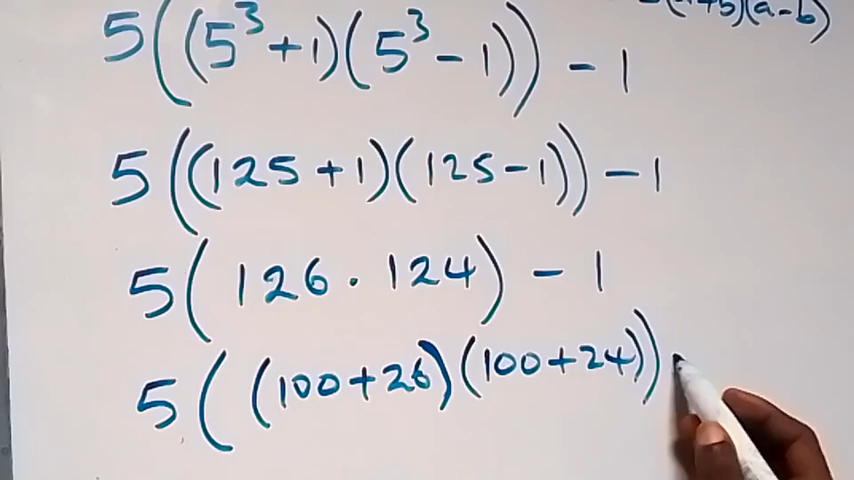 (a-b)
5((5³+1)(5³-1)) - 1
5((125+1)(125-1)) - 1
5(126 · 124) - 1
5((100+26)(100+24))